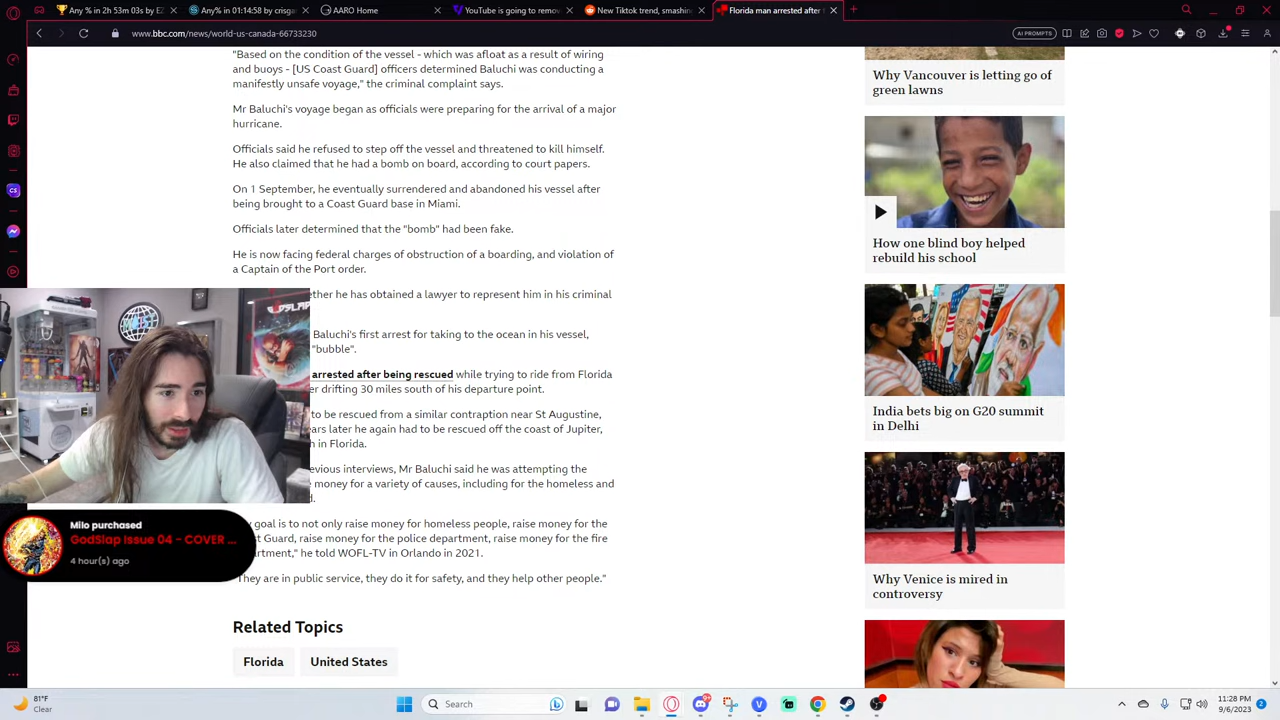 Any % in 2h 53m 03s by EZ
Any% in 01:14:58 by crisgar
AARO Home
YouTube is going to remov
New Tiktok trend, smashin
Florida man arrested after
www.bbc.com/news/world-us-canada-66733230
AI PROMPTS
"Based on the condition of the vessel - which was afloat as a result of wiring
and buoys - [US Coast Guard] officers determined Baluchi was conducting a
manifestly unsafe voyage," the criminal complaint says.
Mr Baluchi's voyage began as officials were preparing for the arrival of a major
hurricane.
Officials said he refused to step off the vessel and threatened to kill himself.
He also claimed that he had a bomb on board, according to court papers.
On 1 September, he eventually surrendered and abandoned his vessel after
being brought to a Coast Guard base in Miami.
Officials later determined that the "bomb" had been fake.
He is now facing federal charges of obstruction of a boarding, and violation of
a Captain of the Port order.
ether he has obtained a lawyer to represent him in his criminal
Baluchi's first arrest for taking to the ocean in his vessel,
"bubble".
arrested after being rescued while trying to ride from Florida
er drifting 30 miles south of his departure point.
to be rescued from a similar contraption near St Augustine,
ars later he again had to be rescued off the coast of Jupiter,
h in Florida.
evious interviews, Mr Baluchi said he was attempting the
money for a variety of causes, including for the homeless and
d.
goal is to not only raise money for homeless people, raise money for the
st Guard, raise money for the police department, raise money for the fire
artment," he told WOFL-TV in Orlando in 2021.
They are in public service, they do it for safety, and they help other people."
Related Topics
Florida
United States
Why Vancouver is letting go of
green lawns
How one blind boy helped
rebuild his school
India bets big on G20 summit
in Delhi
Why Venice is mired in
controversy
Milo purchased
GodSlap Issue 04 - COVER ...
4 hour(s) ago
CS
81°F
Clear
Search
11:28 PM
9/6/2023